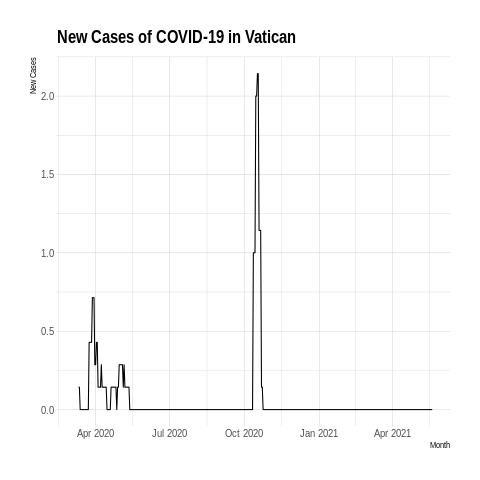 New Cases of COVID-19 in Vatican
New Cases
2.0
1.5
1.0
0.5
0.0
Apr 2020 Jul 2020 Oct 2020 Jan 2021 Apr 2021
Month